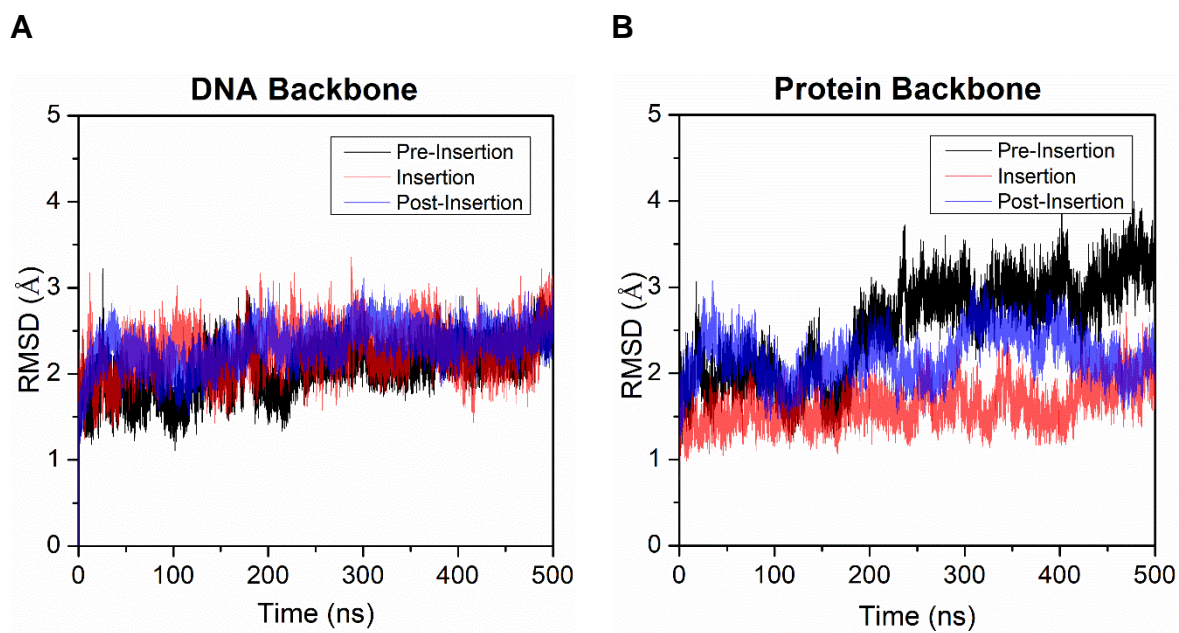 A
DNA Backbone
RMSD (Å)
5
4
3
2
1
0
Pre-Insertion
Insertion
Post-Insertion
0 100 200 300 400 500
Time (ns)
B
Protein Backbone
RMSD (Å)
5
4
3
2
1
0
Pre-Insertion
Insertion
Post-Insertion
0 100 200 300 400 500
Time (ns)